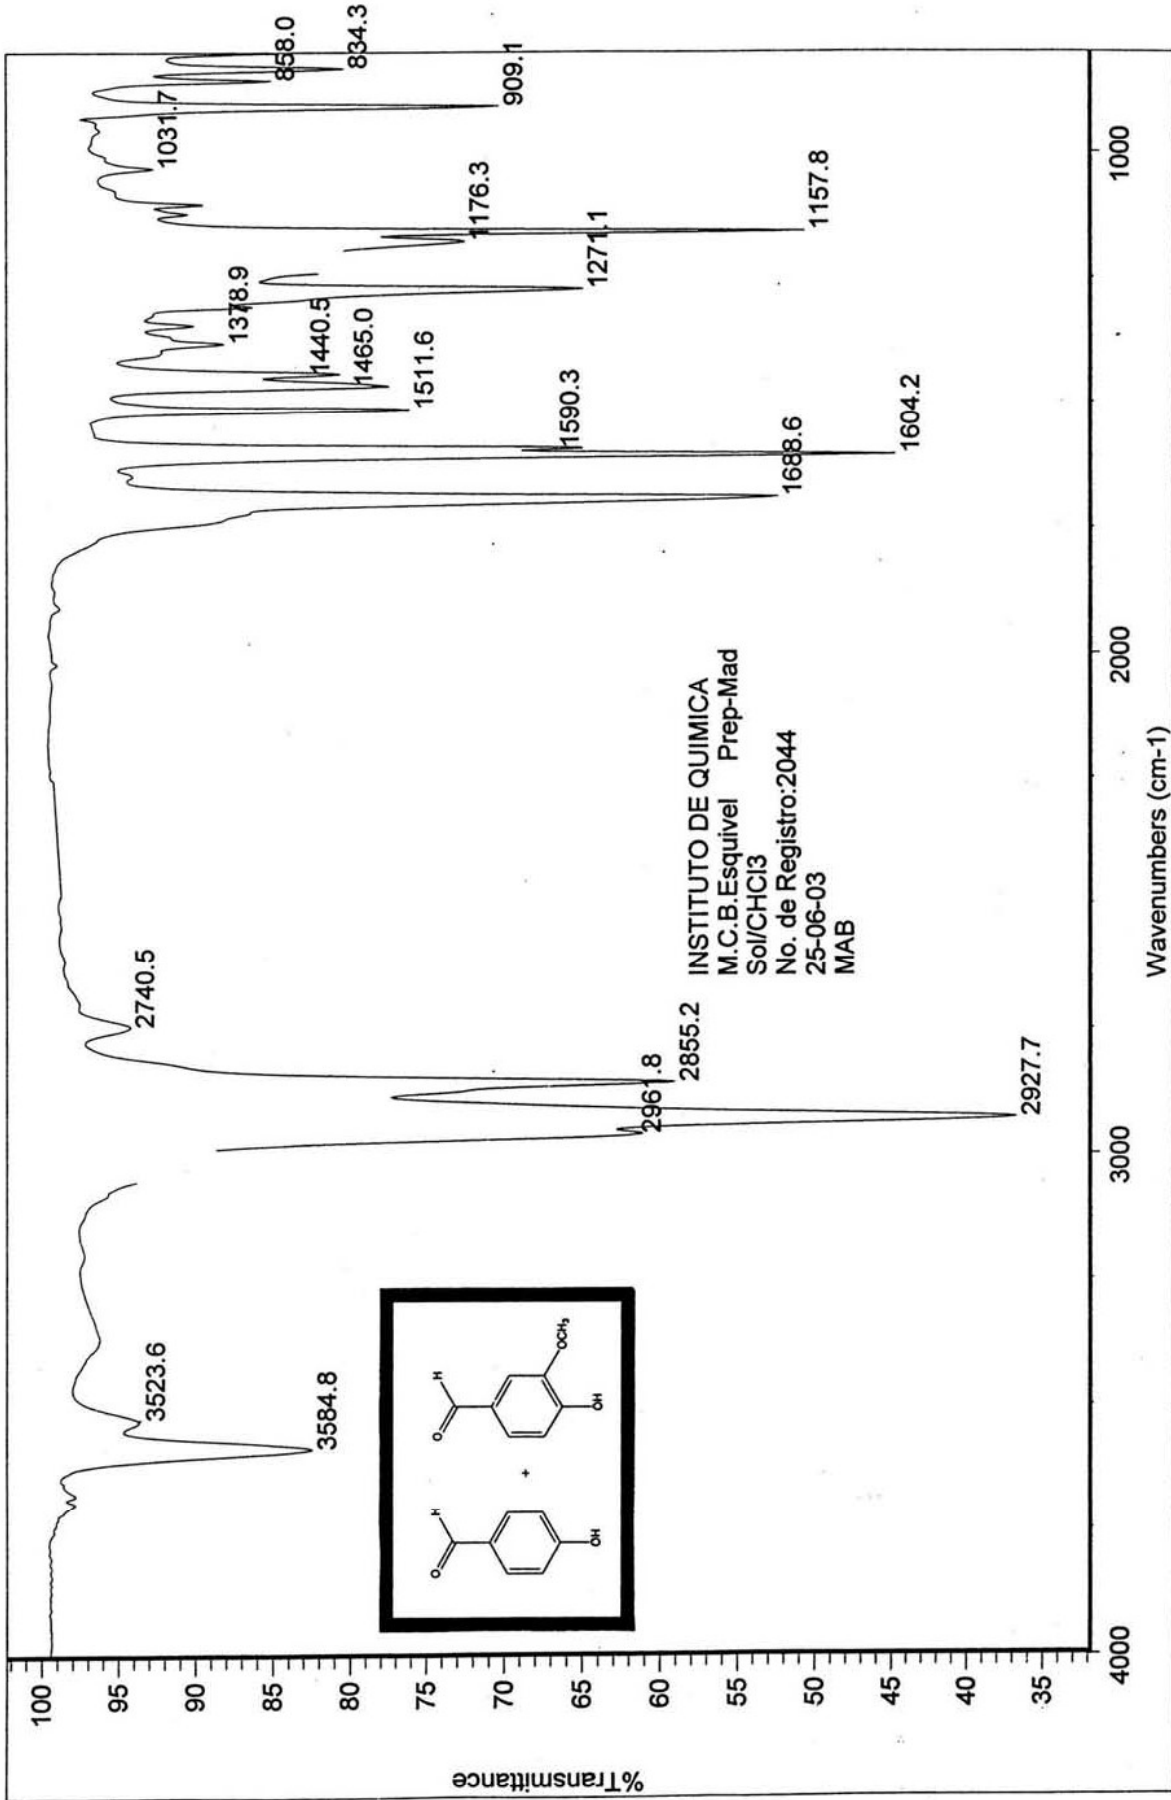 %Transmittance
100
95
90
85
80
75
70
65
60
55
50
45
40
35
4000
3000
2000
1000
Wavenumbers (cm-1)
3584.8
3523.6
2961.8
2927.7
2855.2
2740.5
1688.6
1604.2
1590.3
1511.6
1465.0
1440.5
1378.9
1271.1
1176.3
1157.8
1031.7
909.1
858.0
834.3
INSTITUTO DE QUIMICA
M.C.B.Esquivel Prep-Mad
Sol/CHCl3
No. de Registro:2044
25-06-03
MAB
O
H
OH
+
O
H
OCH3
OH